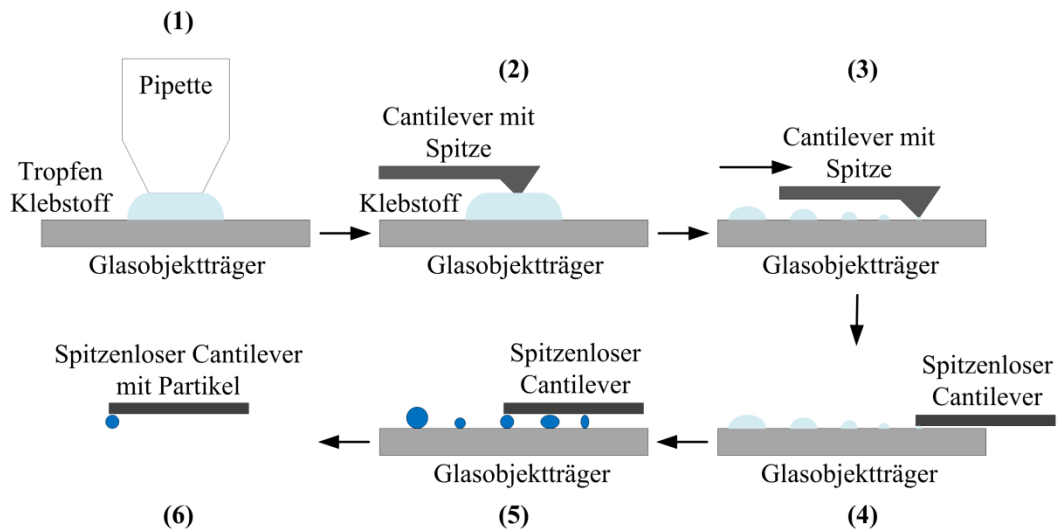 (1)
Pipette
Tropfen
Klebstoff
Glasobjektträger
(2)
Cantilever mit
Spitze
Klebstoff
Glasobjektträger
(3)
Cantilever mit
Spitze
Glasobjektträger
Spitzenloser
Cantilever
Glasobjektträger
(4)
Spitzenloser
Cantilever
Glasobjektträger
(5)
Spitzenloser Cantilever
mit Partikel
(6)